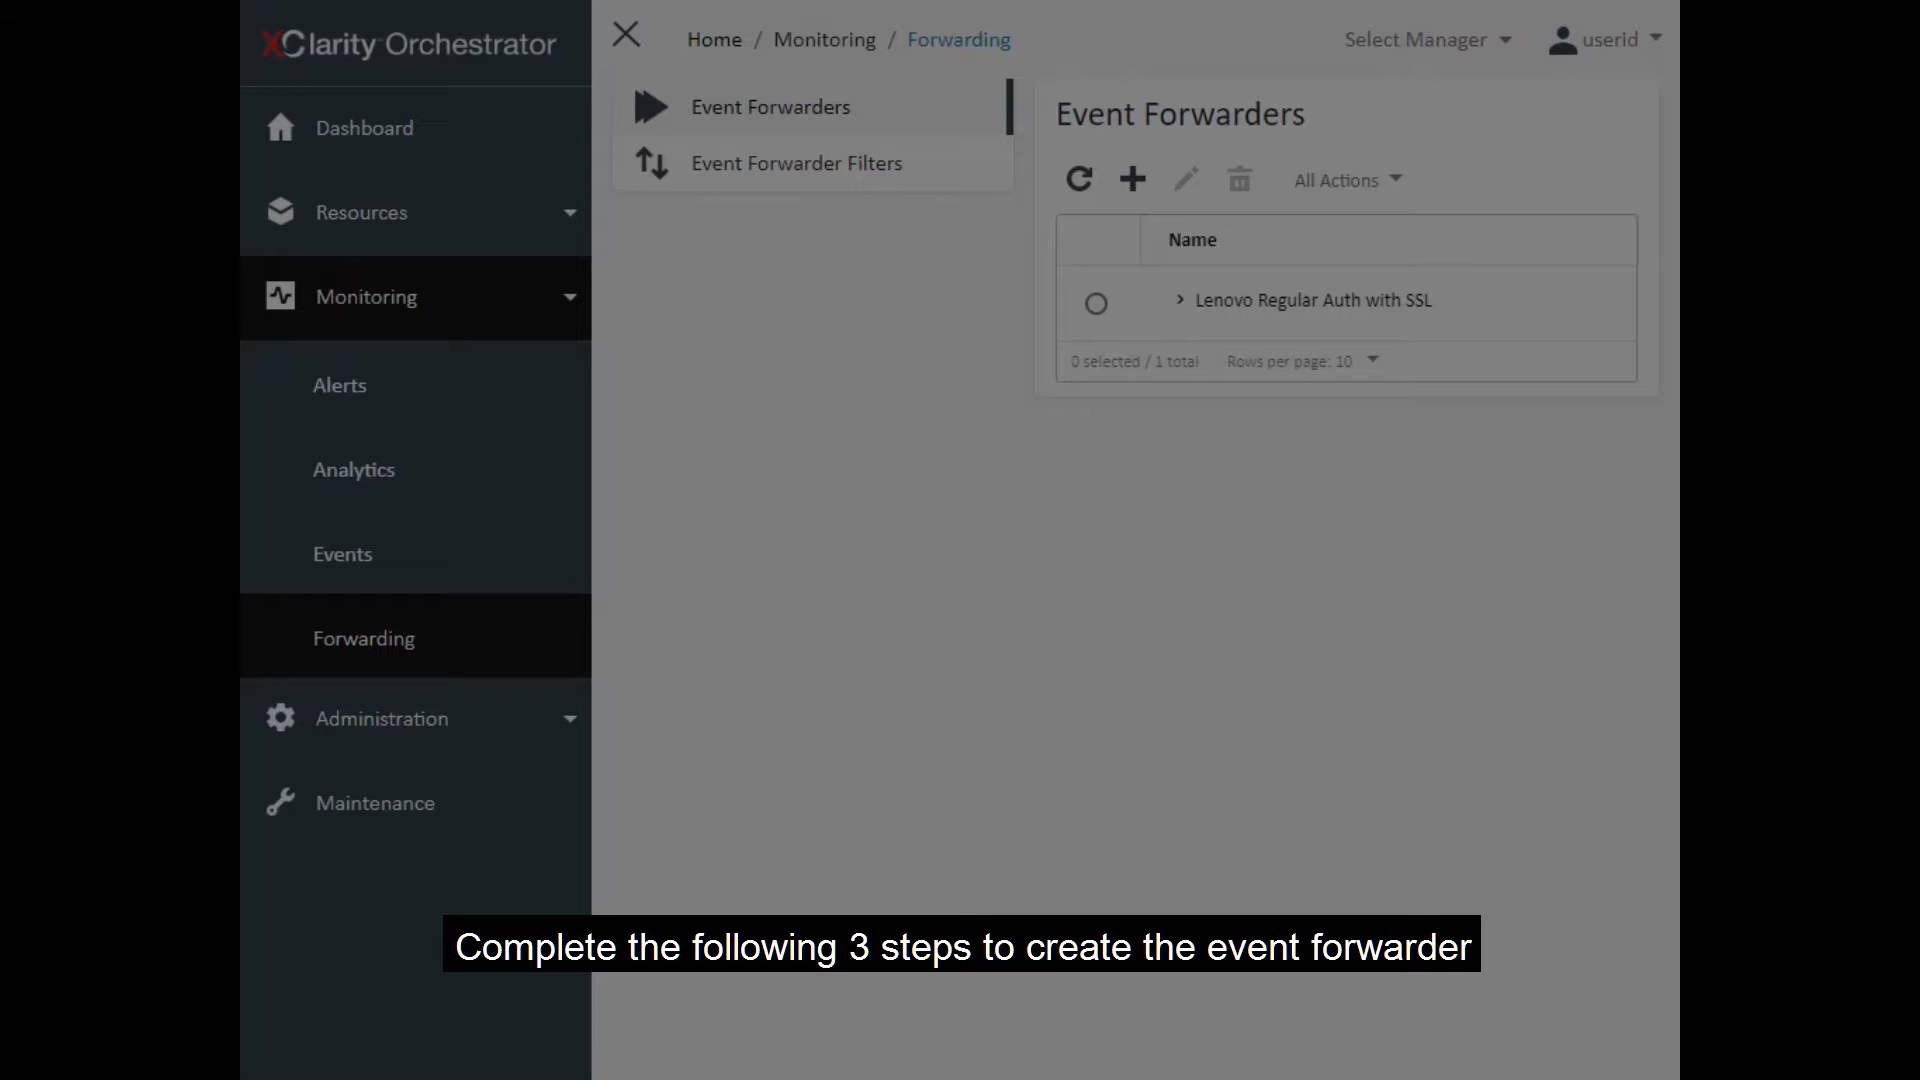 XClarity Orchestrator
Home / Monitoring / Forwarding
Select Manager
userid
Dashboard
Resources
Monitoring
Alerts
Analytics
Events
Forwarding
Administration
Maintenance
Event Forwarders
Event Forwarder Filters
Event Forwarders
All Actions
Name
Lenovo Regular Auth with SSL
0 selected / 1 total Rows per page: 10
Complete the following 3 steps to create the event forwarder